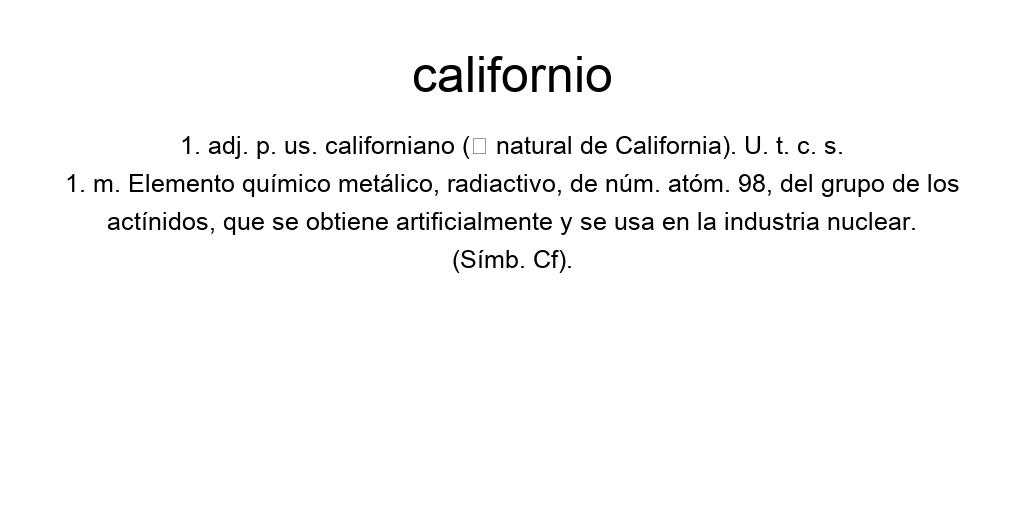 californio
1. adj. p. us. californiano (□ natural de California). U. t. c. s.
1. m. Elemento químico metálico, radiactivo, de núm. atóm. 98, del grupo de los
actínidos, que se obtiene artificialmente y se usa en la industria nuclear.
(Símb. Cf).